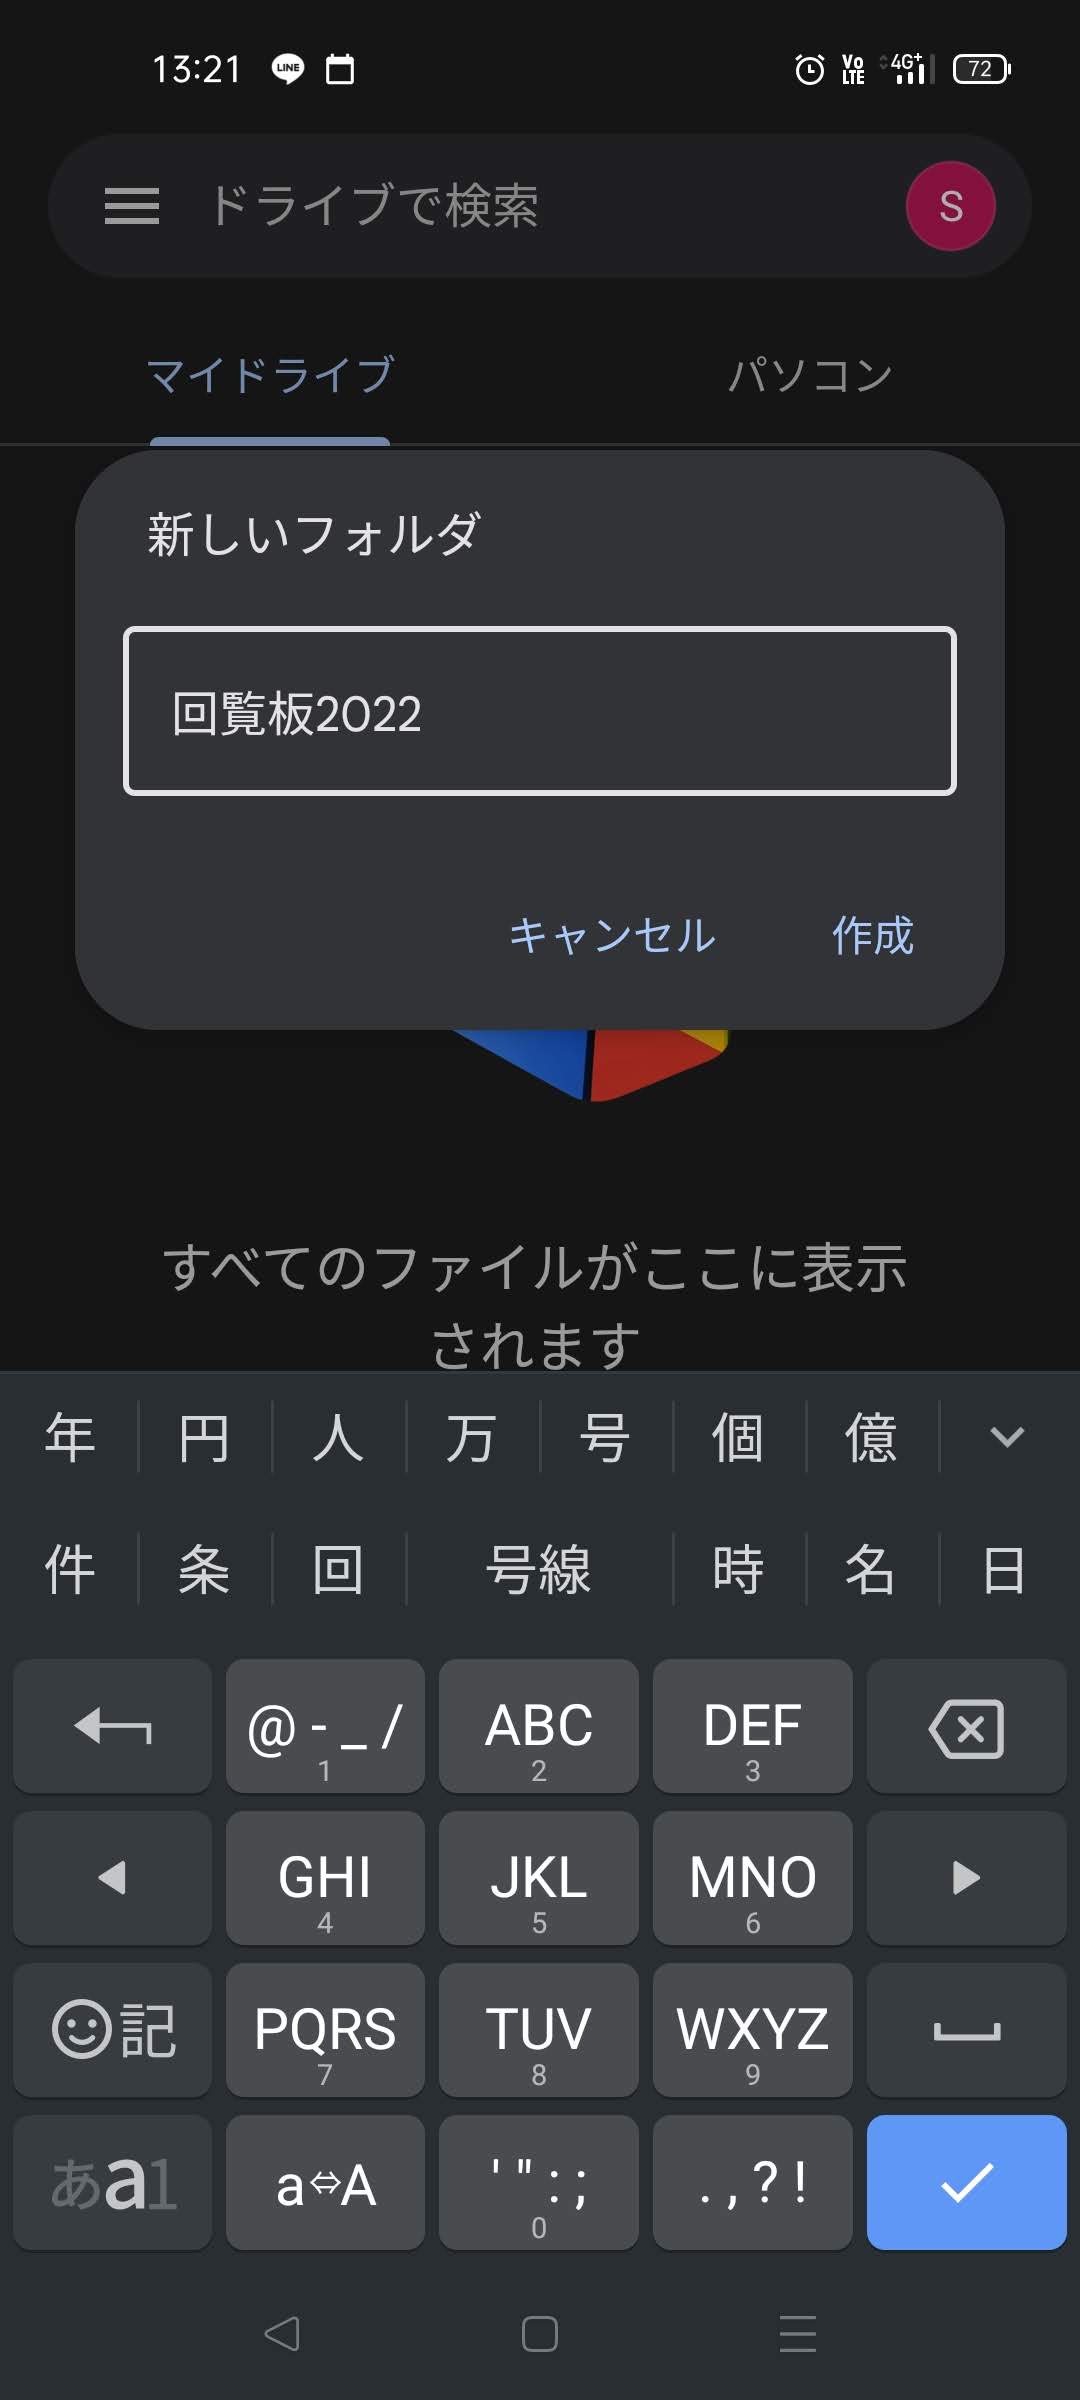 13:21 LINE Vo LTE 4G+ 72
ドライブで検索 S
マイドライブ パソコン
新しいフォルダ
回覧板2022
キャンセル 作成
すべてのファイルがここに表示
されます
年 円 人 万 号 個 億
件 条 回 号線 時 名 日
@ - _ / 1 ABC 2 DEF 3
GHI 4 JKL 5 MNO 6
記 PQRS 7 TUV 8 WXYZ 9
あa1 a⇔A ' " : ; 0 . , ? !